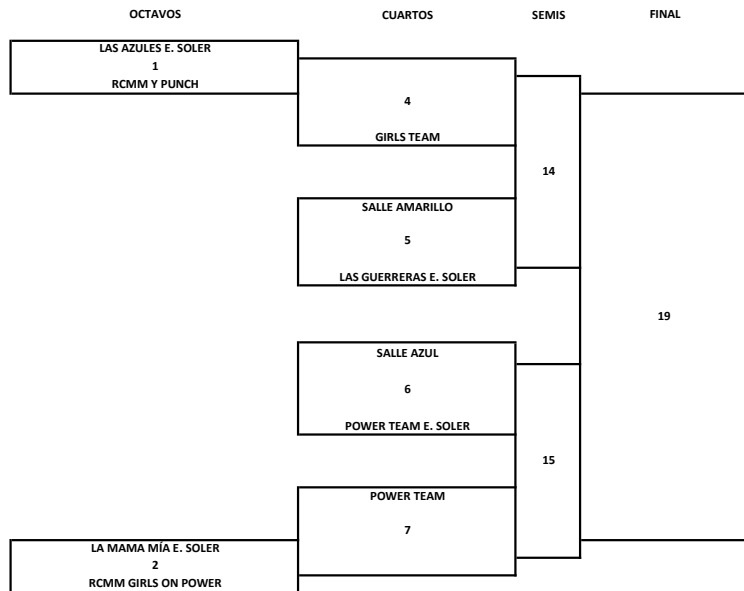 OCTAVOS CUARTOS SEMIS FINAL
LAS AZULES E. SOLER
1
RCMM Y PUNCH
4
GIRLS TEAM
14
SALLE AMARILLO
5
LAS GUERRERAS E. SOLER
19
SALLE AZUL
6
POWER TEAM E. SOLER
15
POWER TEAM
7
LA MAMA MÍA E. SOLER
2
RCMM GIRLS ON POWER